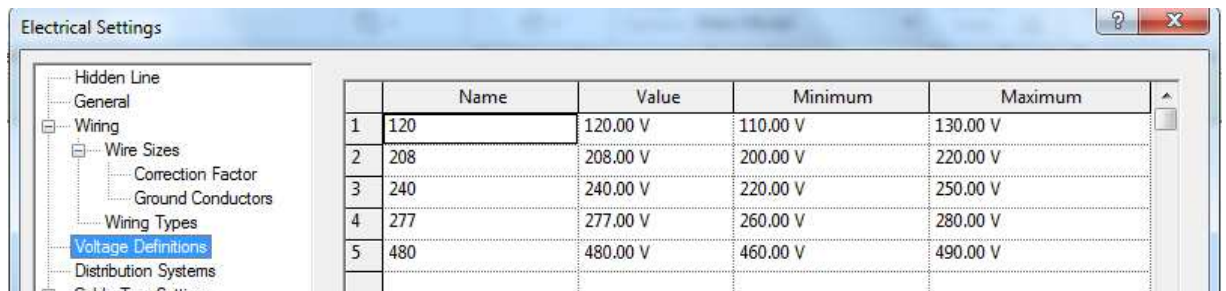 Electrical Settings
Hidden Line
General
Wiring
Wire Sizes
Correction Factor
Ground Conductors
Wiring Types
Voltage Definitions
Distribution Systems
Name Value Minimum Maximum
1 120 120.00 V 110.00 V 130.00 V
2 208 208.00 V 200.00 V 220.00 V
3 240 240.00 V 220.00 V 250.00 V
4 277 277.00 V 260.00 V 280.00 V
5 480 480.00 V 460.00 V 490.00 V